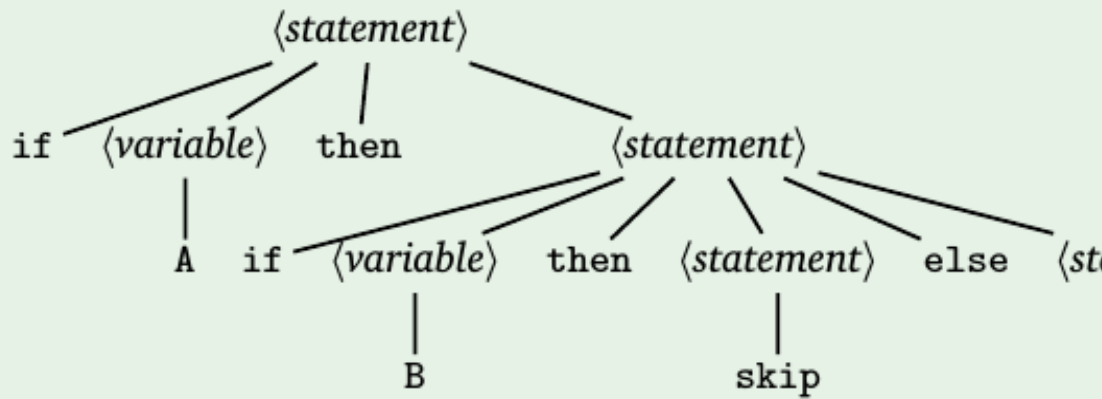 ⟨statement⟩
if ⟨variable⟩ then ⟨statement⟩
A if ⟨variable⟩ then ⟨statement⟩ else
B skip